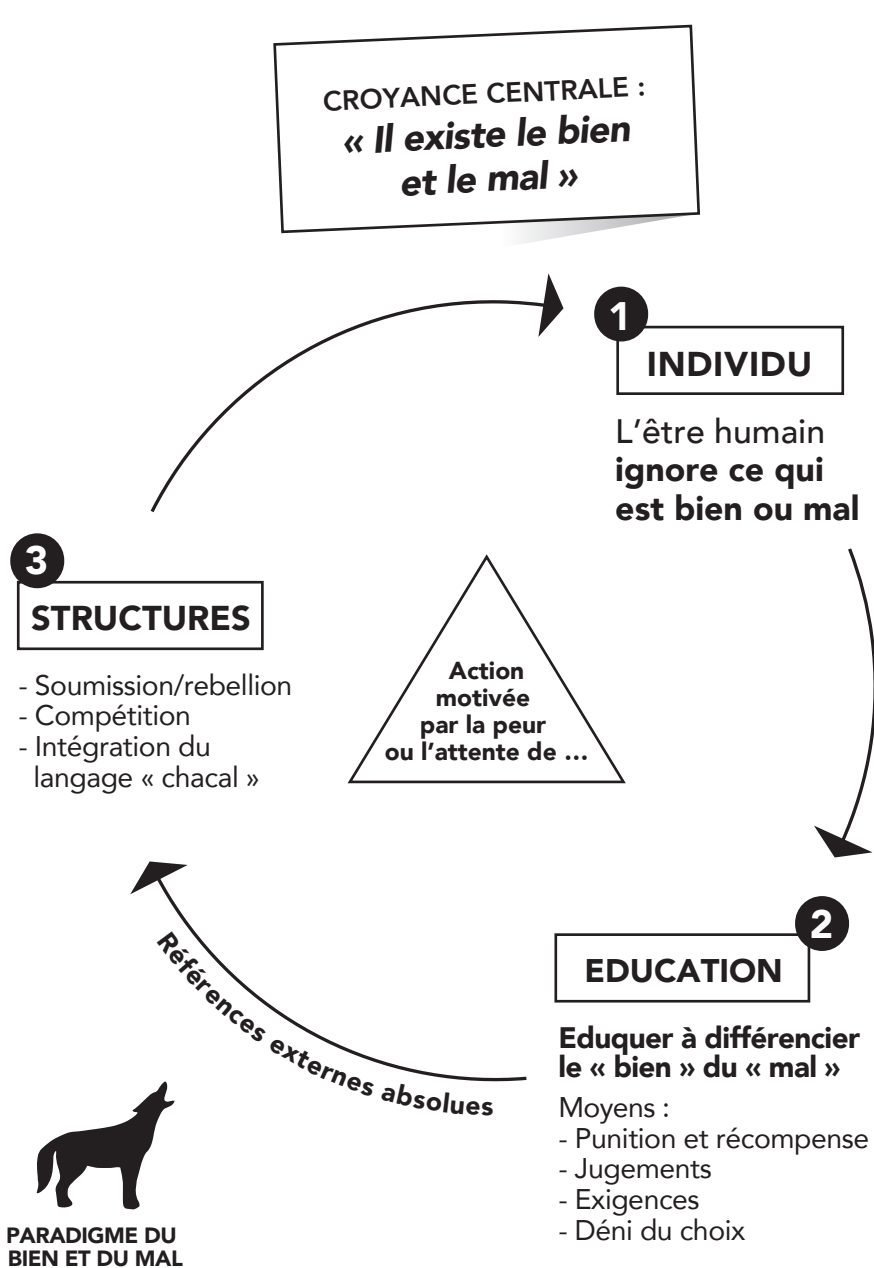 CROYANCE CENTRALE :
« Il existe le bien
et le mal »
1
INDIVIDU
L’être humain
ignore ce qui
est bien ou mal
2
EDUCATION
Eduquer à différencier
le « bien » du « mal »
Moyens :
- Punition et récompense
- Jugements
- Exigences
- Déni du choix
Références externes absolues
3
STRUCTURES
- Soumission/rebellion
- Compétition
- Intégration du
langage « chacal »
Action
motivée
par la peur
ou l’attente de ...
PARADIGME DU
BIEN ET DU MAL